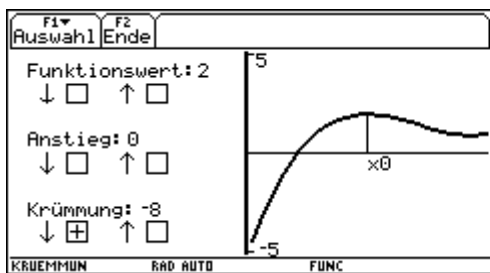 F1▼ F2
Auswahl Ende
Funktionswert: 2
↓ □ ↑ □
Anstieg: 0
↓ □ ↑ □
Krümmung: -8
↓ ⊞ ↑ □
5
x0
-5
KRUEMMUN RAD AUTO FUNC